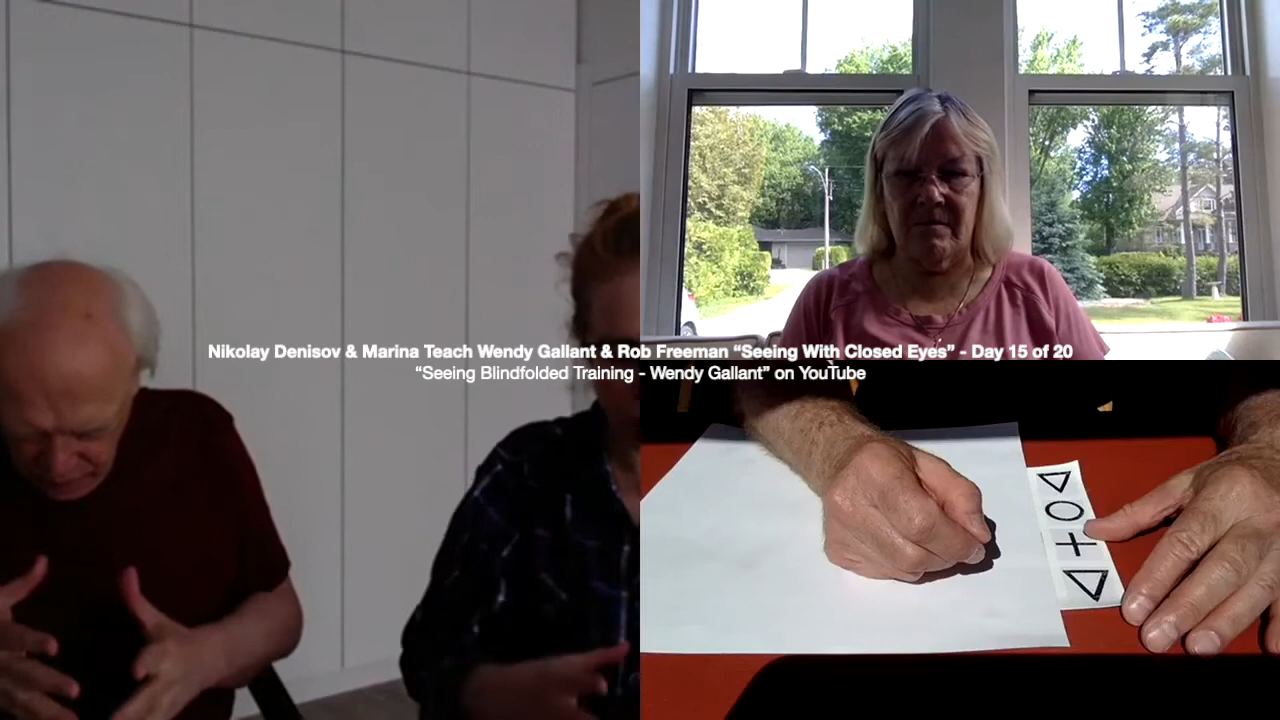 Nikolay Denisov & Marina Teach Wendy Gallant & Rob Freeman “Seeing With Closed Eyes” - Day 15 of 20
“Seeing Blindfolded Training - Wendy Gallant” on YouTube